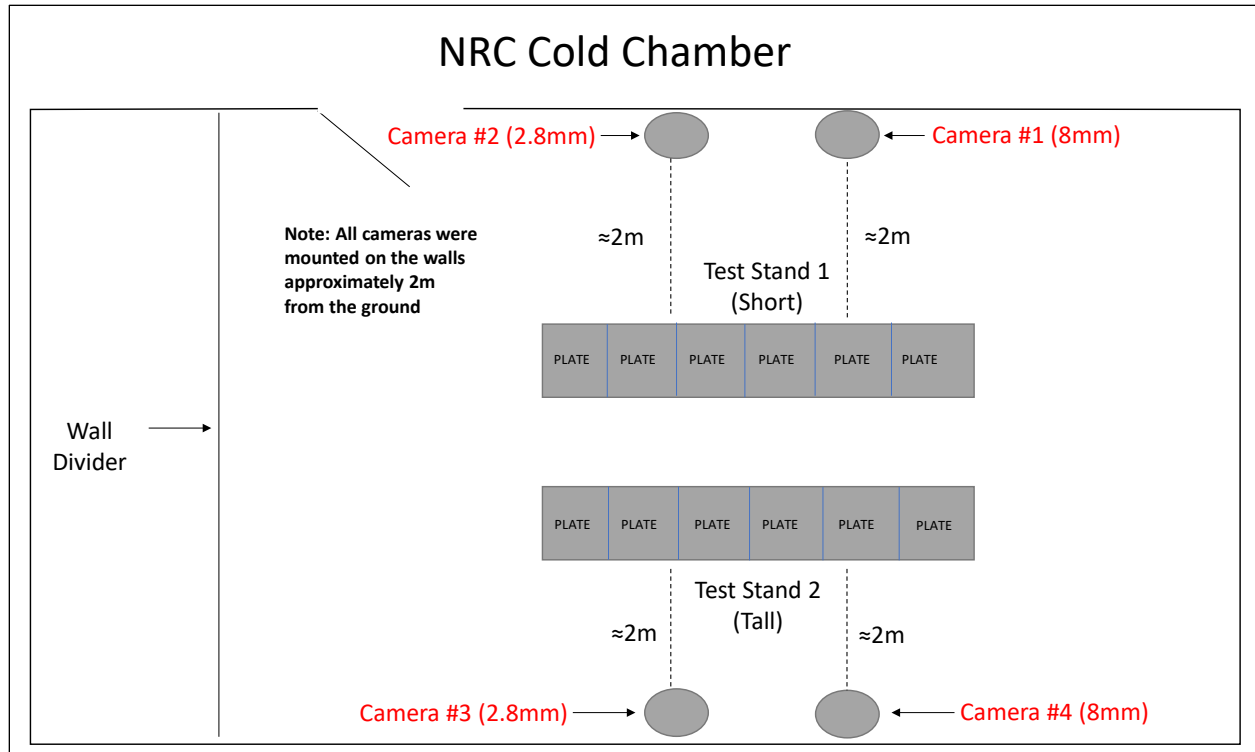 NRC Cold Chamber
Camera #2 (2.8mm)
Camera #1 (8mm)
Note: All cameras were
mounted on the walls
approximately 2m
from the ground
≈2m
≈2m
Test Stand 1
(Short)
PLATE PLATE PLATE PLATE PLATE PLATE
Wall
Divider
PLATE PLATE PLATE PLATE PLATE PLATE
Test Stand 2
(Tall)
≈2m
≈2m
Camera #3 (2.8mm)
Camera #4 (8mm)